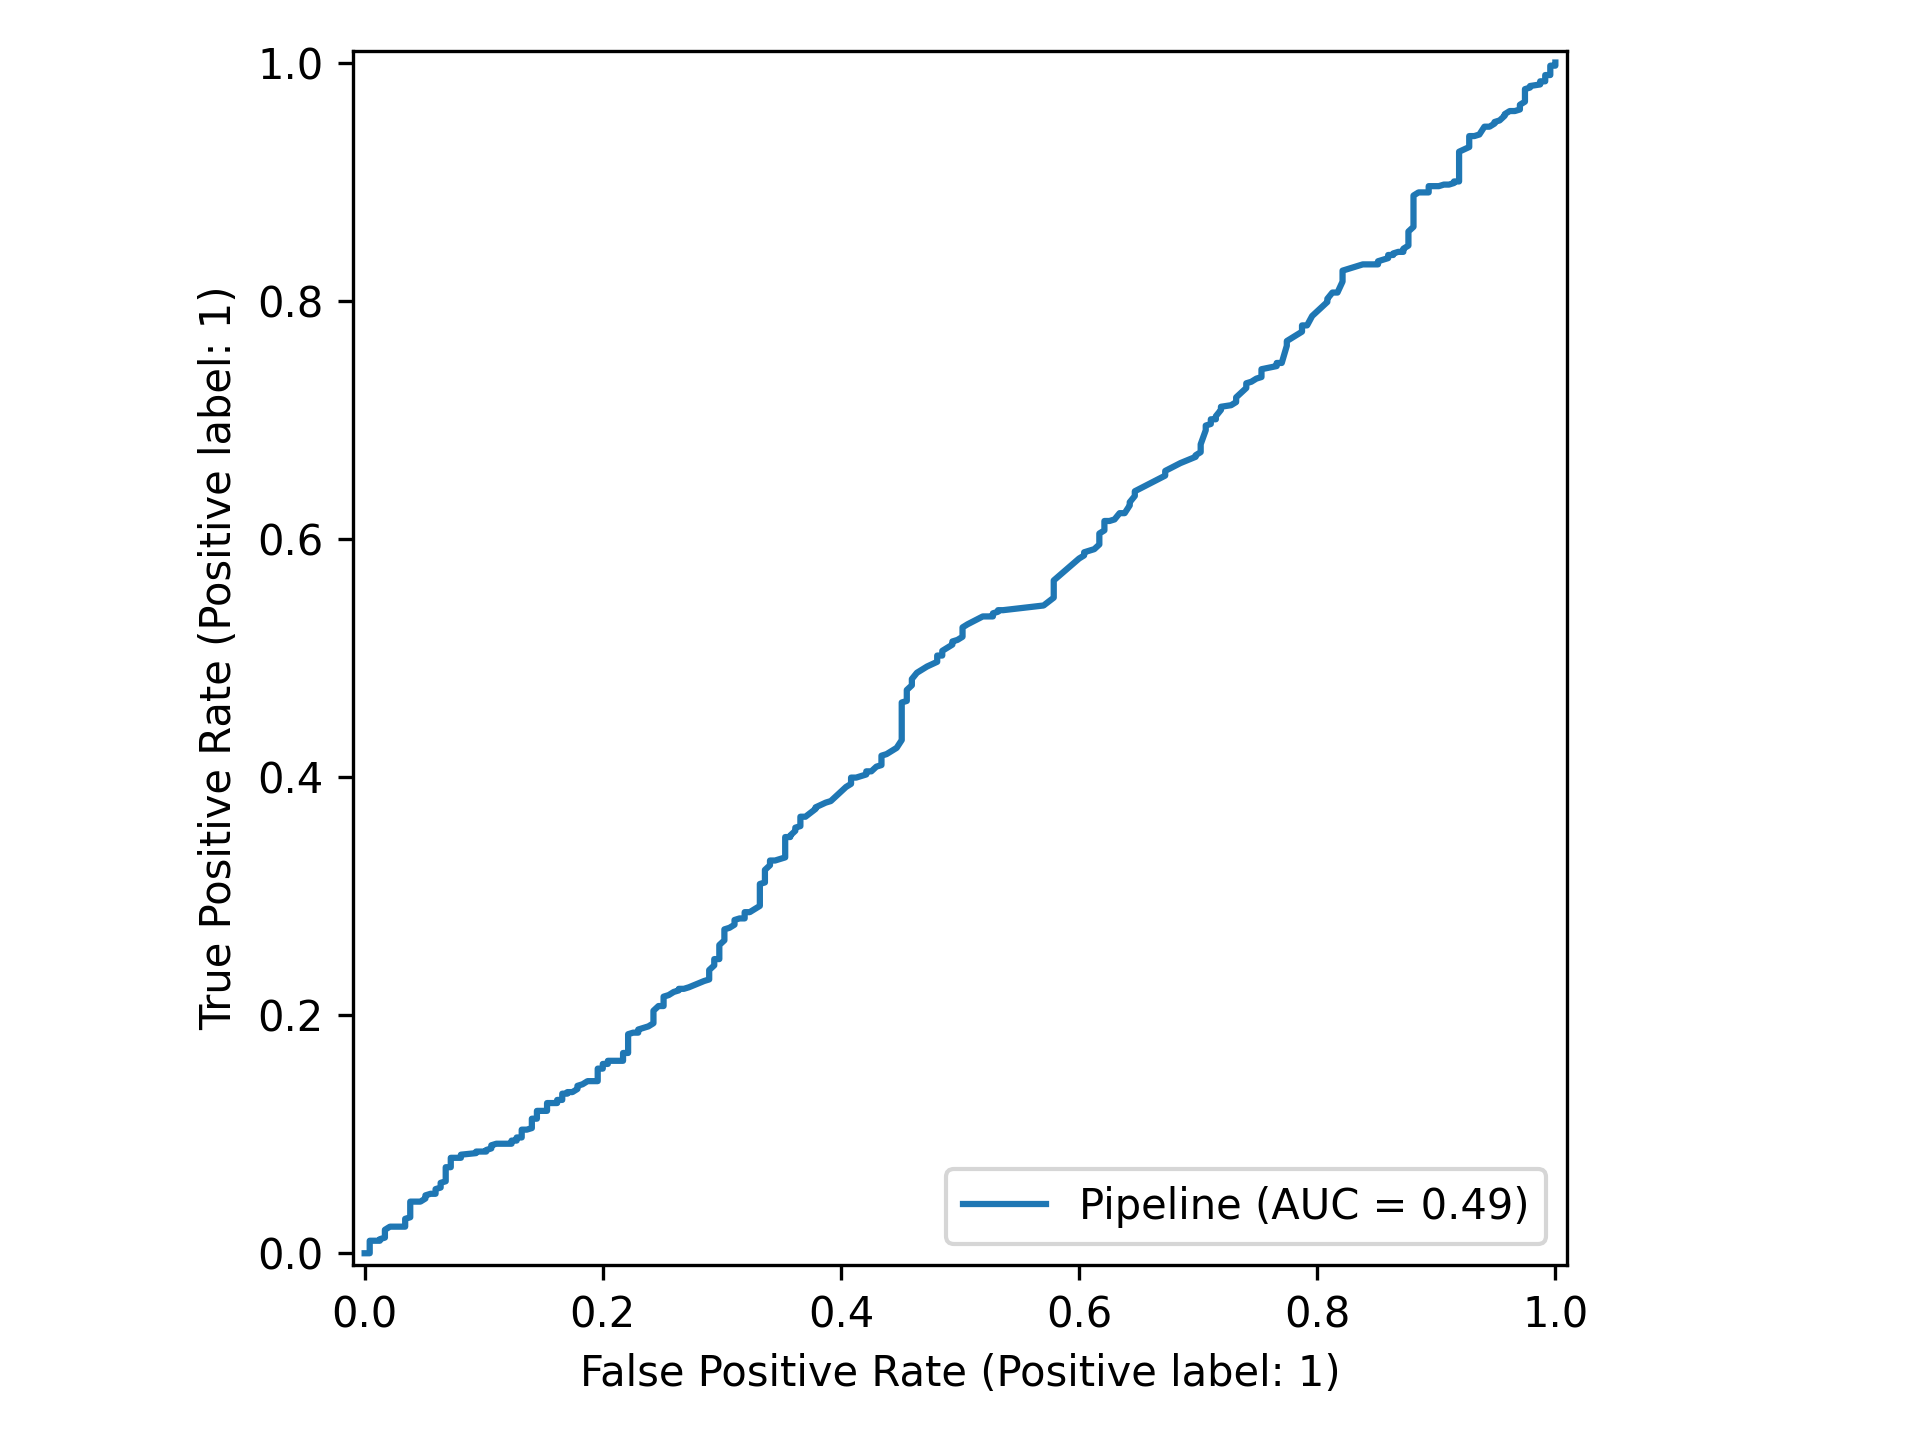 1.0
0.8
0.6
0.4
0.2
0.0
True Positive Rate (Positive label: 1)
Pipeline (AUC = 0.49)
0.0 0.2 0.4 0.6 0.8 1.0
False Positive Rate (Positive label: 1)